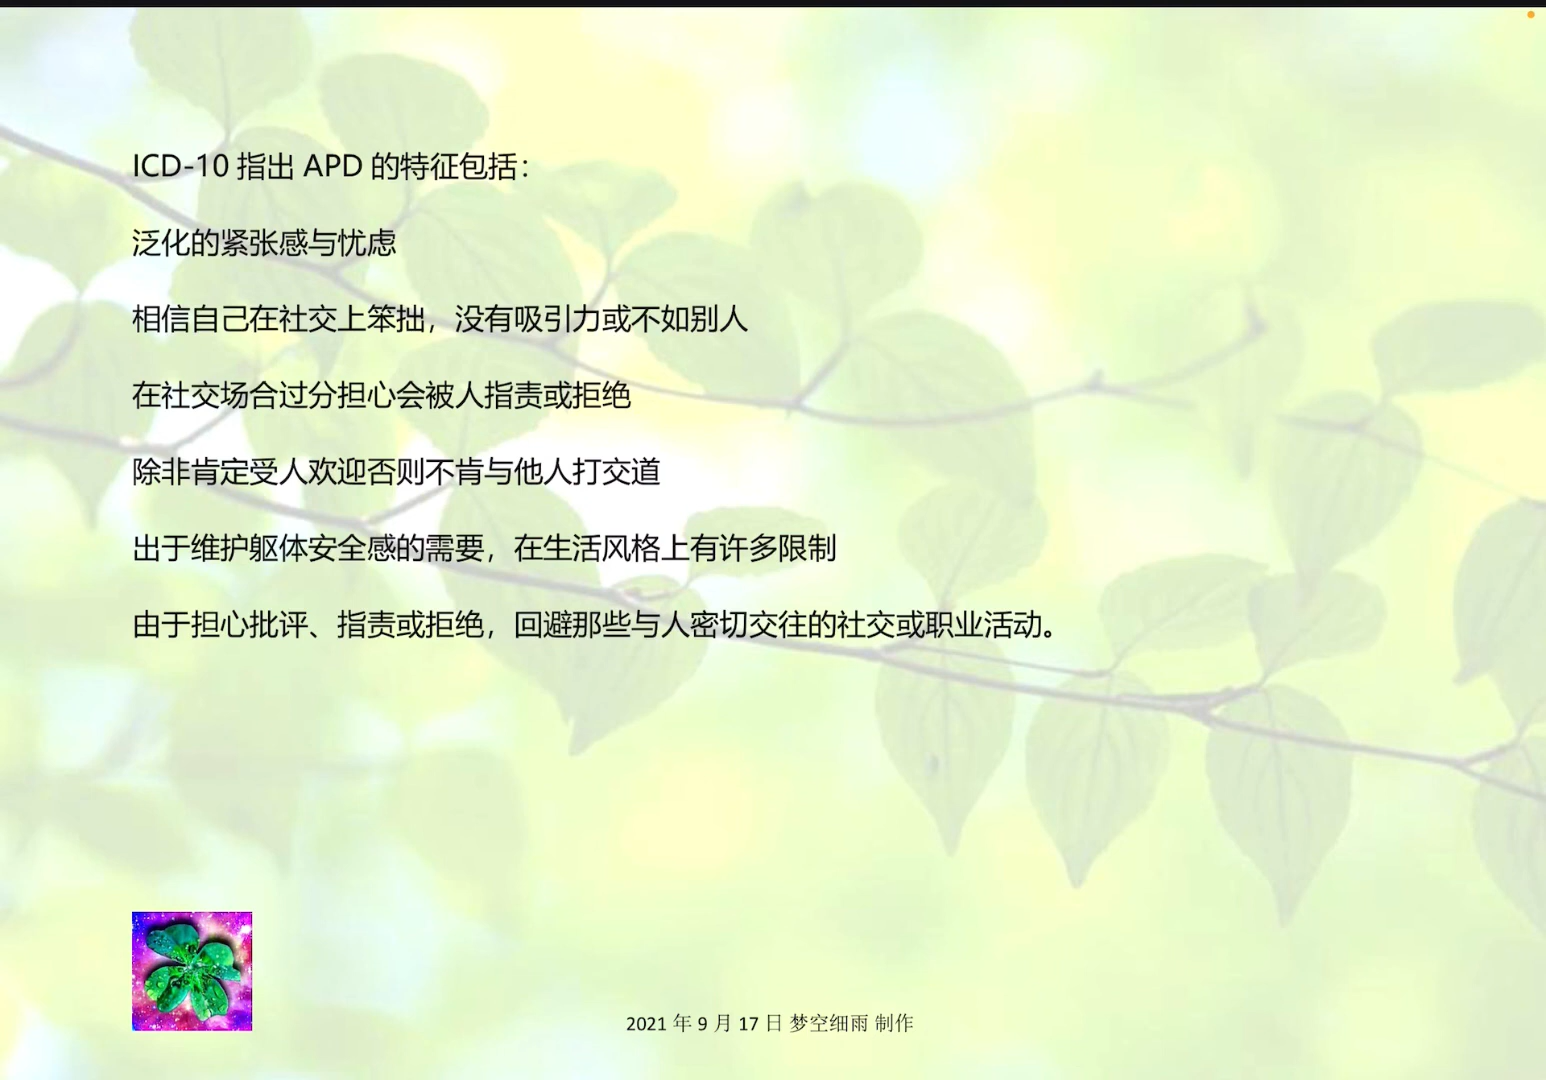 ICD-10 指出 APD 的特征包括：
泛化的紧张感与忧虑
相信自己在社交上笨拙，没有吸引力或不如别人
在社交场合过分担心会被人指责或拒绝
除非肯定受人欢迎否则不肯与他人打交道
出于维护躯体安全感的需要，在生活风格上有许多限制
由于担心批评、指责或拒绝，回避那些与人密切交往的社交或职业活动。
2021 年 9 月 17 日 梦空细雨 制作